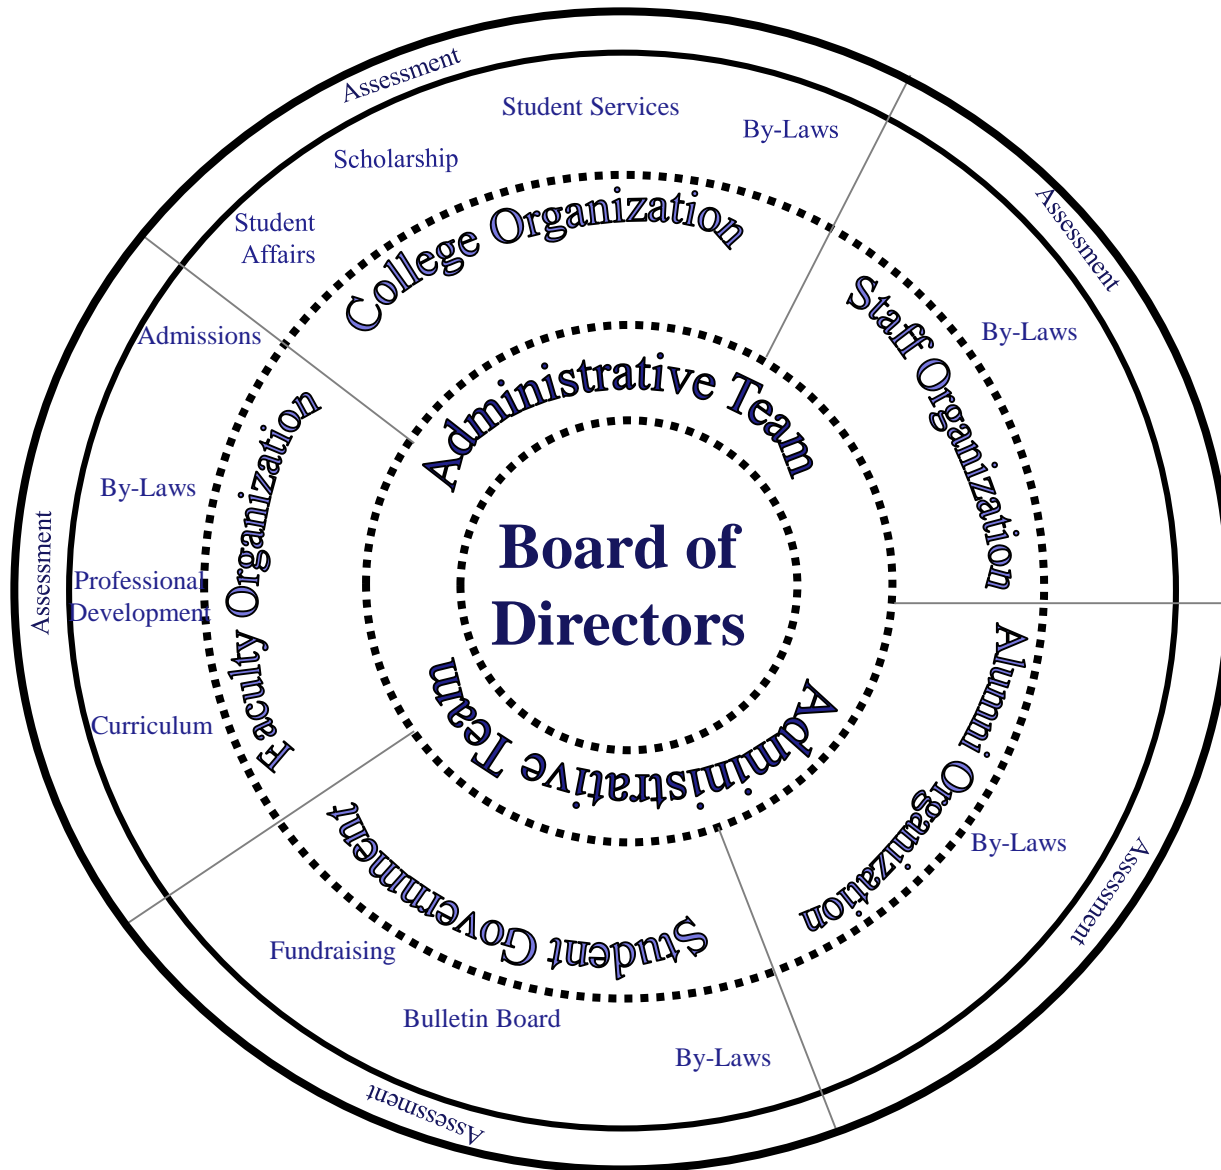 Assessment
Student Services
By-Laws
Scholarship
Student
Affairs
College Organization
Assessment
Staff Organization
By-Laws
Admissions
Administrative Team
Faculty Organization
By-Laws
Assessment
Professional
Development
Curriculum
Board of
Directors
Administrative Team
Alumni Organization
By-Laws
Assessment
Student Government
Fundraising
Bulletin Board
By-Laws
Assessment